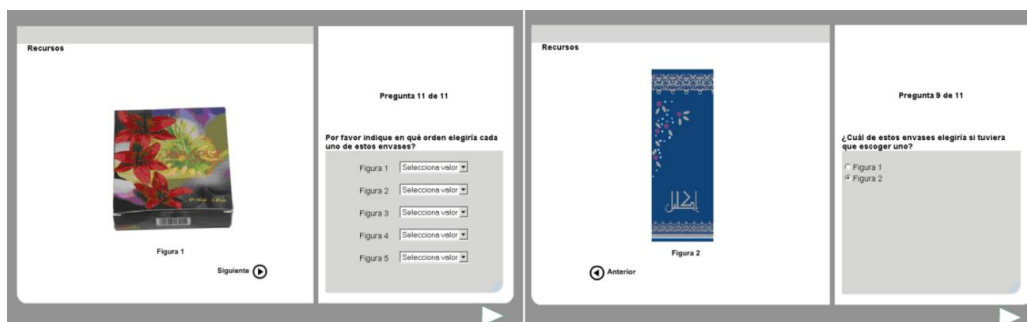 Recursos
Figura 1
Siguiente
Pregunta 11 de 11
Por favor indique en qué orden elegiría cada
uno de estos envases?
Figura 1 Selecciona valor
Figura 2 Selecciona valor
Figura 3 Selecciona valor
Figura 4 Selecciona valor
Figura 5 Selecciona valor
Recursos
Figura 2
Anterior
Pregunta 9 de 11
¿Cuál de estos envases elegiría si tuviera
que escoger uno?
Figura 1
Figura 2